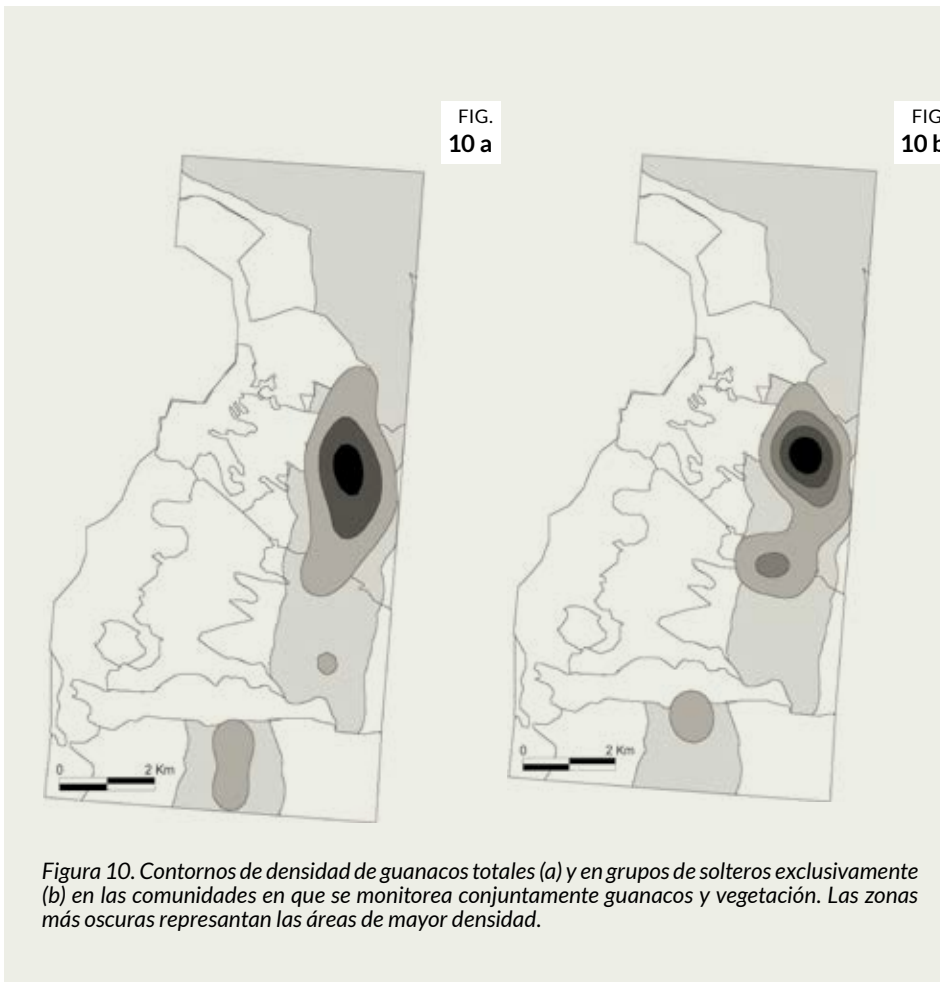 FIG.
10 a
FIG
10 b
0 2 Km
0 2 Km
Figura 10. Contornos de densidad de guanacos totales (a) y en grupos de solteros exclusivamente
(b) en las comunidades en que se monitorea conjuntamente guanacos y vegetación. Las zonas
más oscuras represantan las áreas de mayor densidad.